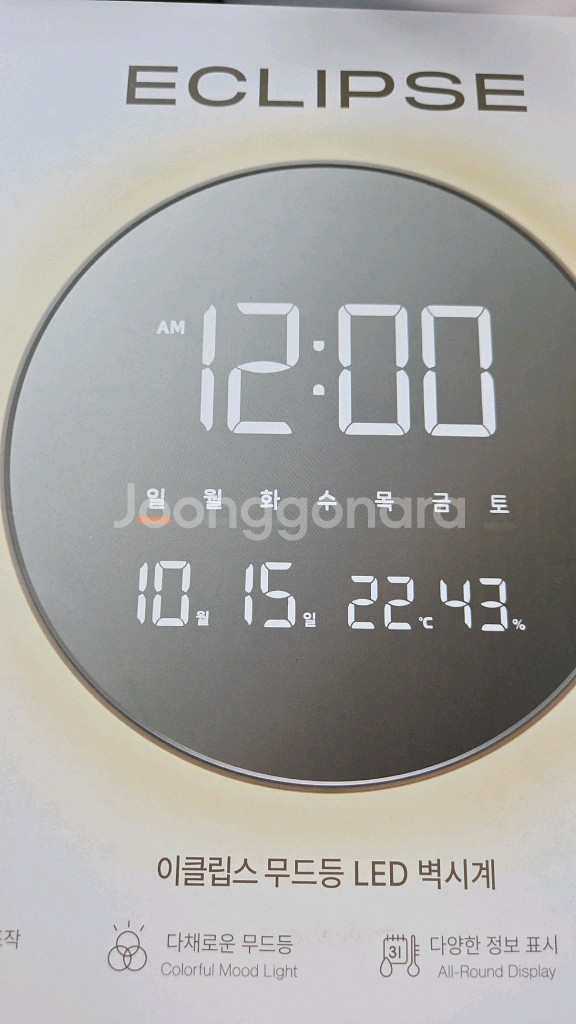 ECLIPSE
AM 12:00
일 월 화 수 목 금 토
Joonggonara
10월 15일 22℃ 43%
이클립스 무드등 LED 벽시계
다채로운 무드등
Colorful Mood Light
31
다양한 정보 표시
All-Round Display